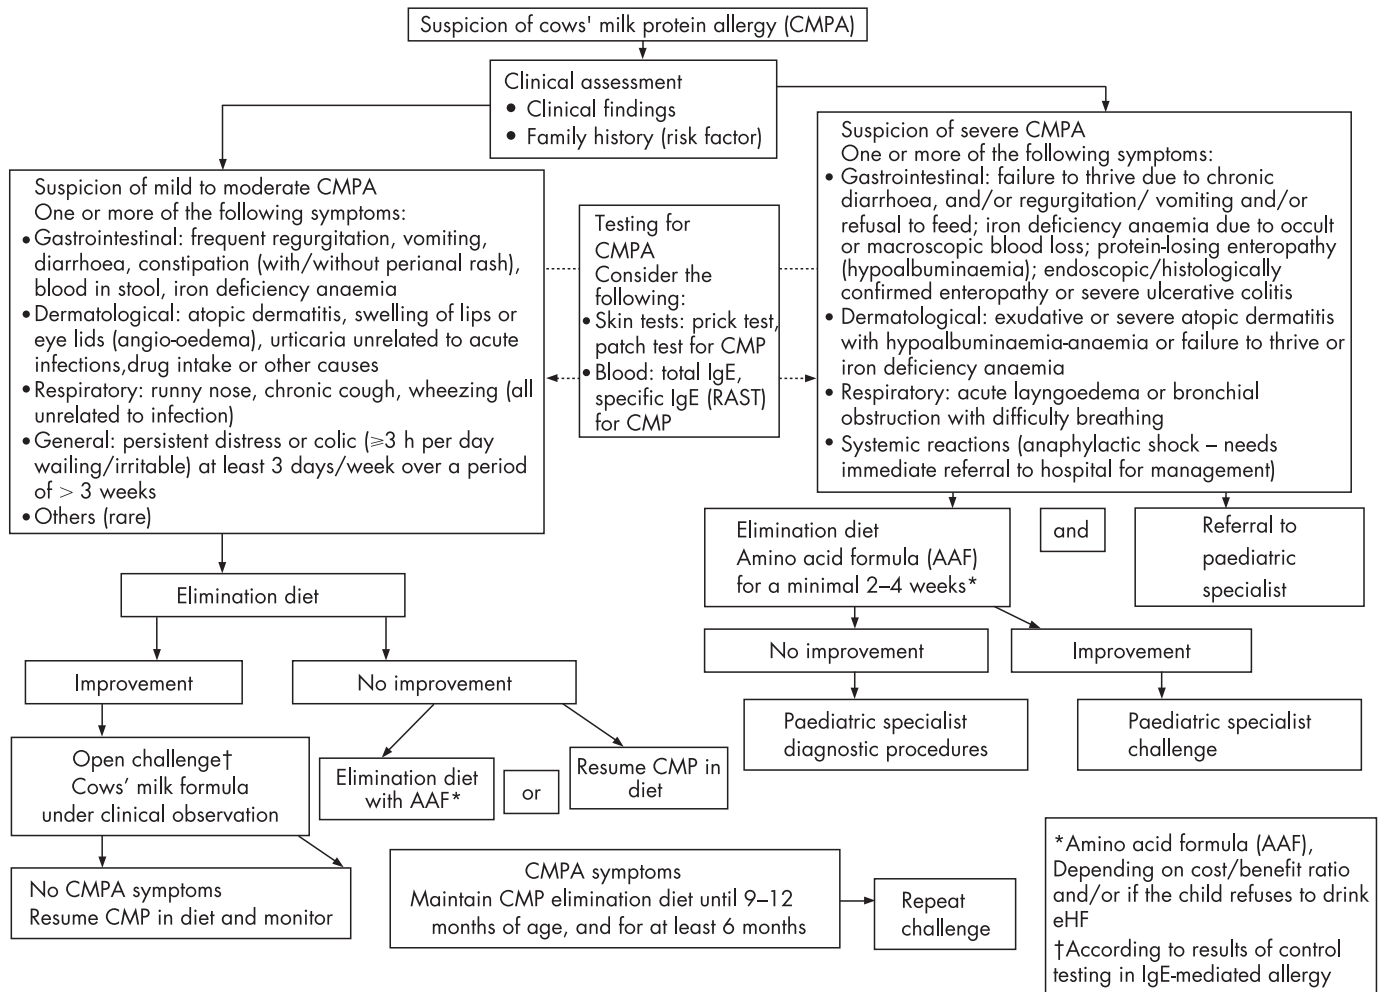 Suspicion of cows' milk protein allergy (CMPA)
Clinical assessment
• Clinical findings
• Family history (risk factor)
Suspicion of mild to moderate CMPA
One or more of the following symptoms:
• Gastrointestinal: frequent regurgitation, vomiting,
diarrhoea, constipation (with/without perianal rash),
blood in stool, iron deficiency anaemia
• Dermatological: atopic dermatitis, swelling of lips or
eye lids (angio-oedema), urticaria unrelated to acute
infections,drug intake or other causes
• Respiratory: runny nose, chronic cough, wheezing (all
unrelated to infection)
• General: persistent distress or colic (≥3 h per day
wailing/irritable) at least 3 days/week over a period
of > 3 weeks
• Others (rare)
Testing for
CMPA
Consider the
following:
• Skin tests: prick test,
patch test for CMP
• Blood: total IgE,
specific IgE (RAST)
for CMP
Suspicion of severe CMPA
One or more of the following symptoms:
• Gastrointestinal: failure to thrive due to chronic
diarrhoea, and/or regurgitation/ vomiting and/or
refusal to feed; iron deficiency anaemia due to occult
or macroscopic blood loss; protein-losing enteropathy
(hypoalbuminaemia); endoscopic/histologically
confirmed enteropathy or severe ulcerative colitis
• Dermatological: exudative or severe atopic dermatitis
with hypoalbuminaemia-anaemia or failure to thrive or
iron deficiency anaemia
• Respiratory: acute layngoedema or bronchial
obstruction with difficulty breathing
• Systemic reactions (anaphylactic shock – needs
immediate referral to hospital for management)
Elimination diet
Amino acid formula (AAF)
for a minimal 2–4 weeks*
and
Referral to
paediatric
specialist
Elimination diet
No improvement
Improvement
Improvement
No improvement
Paediatric specialist
diagnostic procedures
Paediatric specialist
challenge
Open challenge†
Cows' milk formula
under clinical observation
Elimination diet
with AAF*
or
Resume CMP in
diet
No CMPA symptoms
Resume CMP in diet and monitor
CMPA symptoms
Maintain CMP elimination diet until 9–12
months of age, and for at least 6 months
Repeat
challenge
*Amino acid formula (AAF),
Depending on cost/benefit ratio
and/or if the child refuses to drink
eHF
†According to results of control
testing in IgE-mediated allergy